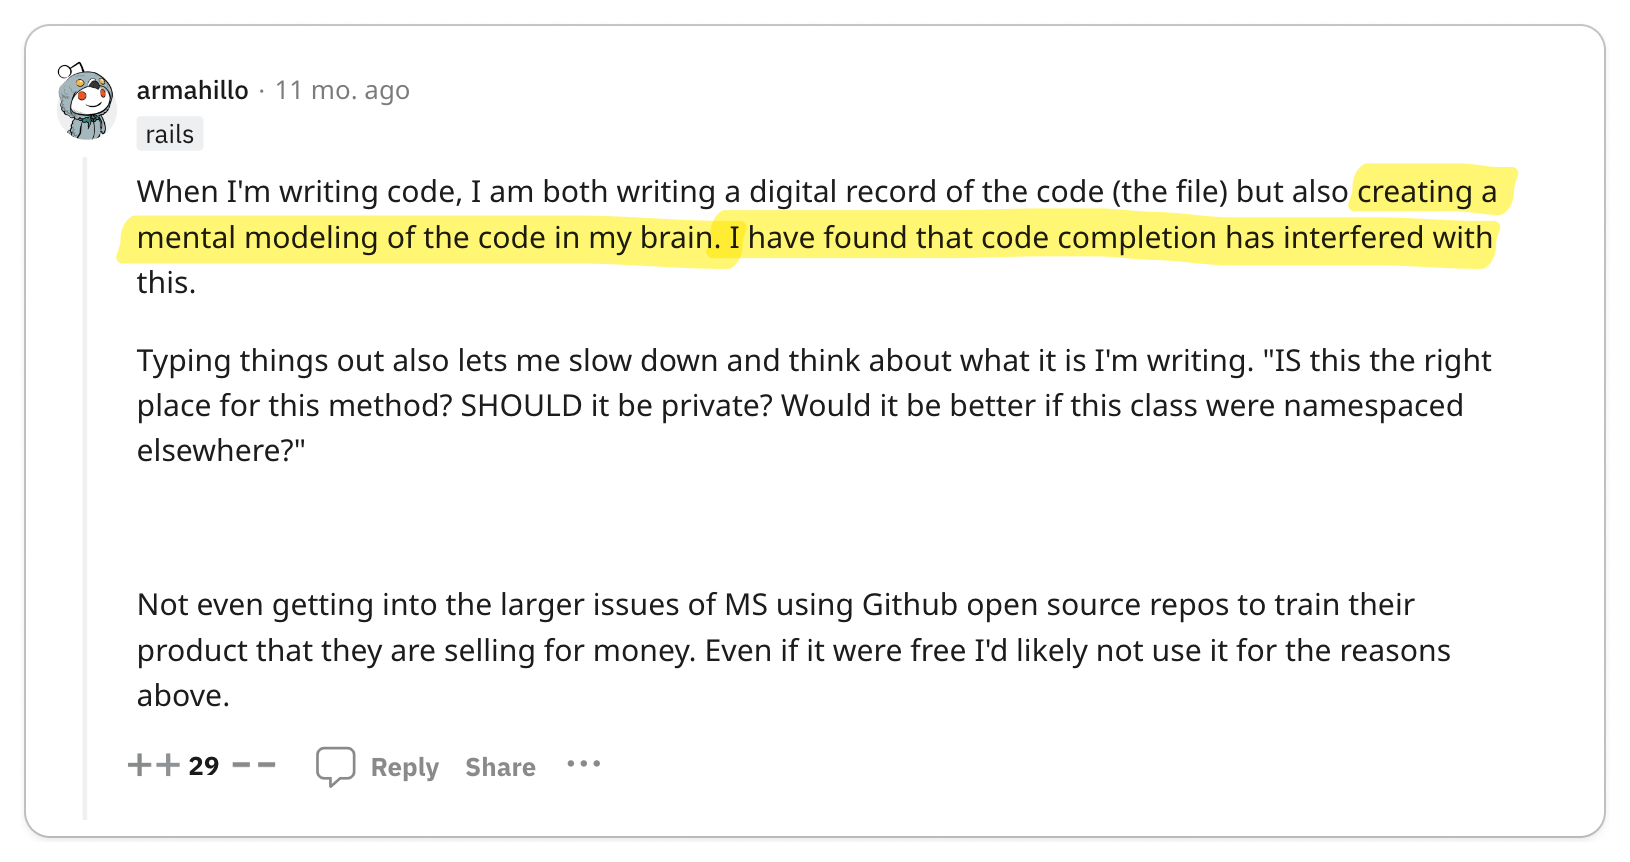 armahillo · 11 mo. ago
rails
When I'm writing code, I am both writing a digital record of the code (the file) but also creating a
mental modeling of the code in my brain. I have found that code completion has interfered with
this.
Typing things out also lets me slow down and think about what it is I'm writing. "IS this the right
place for this method? SHOULD it be private? Would it be better if this class were namespaced
elsewhere?"
Not even getting into the larger issues of MS using Github open source repos to train their
product that they are selling for money. Even if it were free I'd likely not use it for the reasons
above.
++ 29 -- Reply Share ···